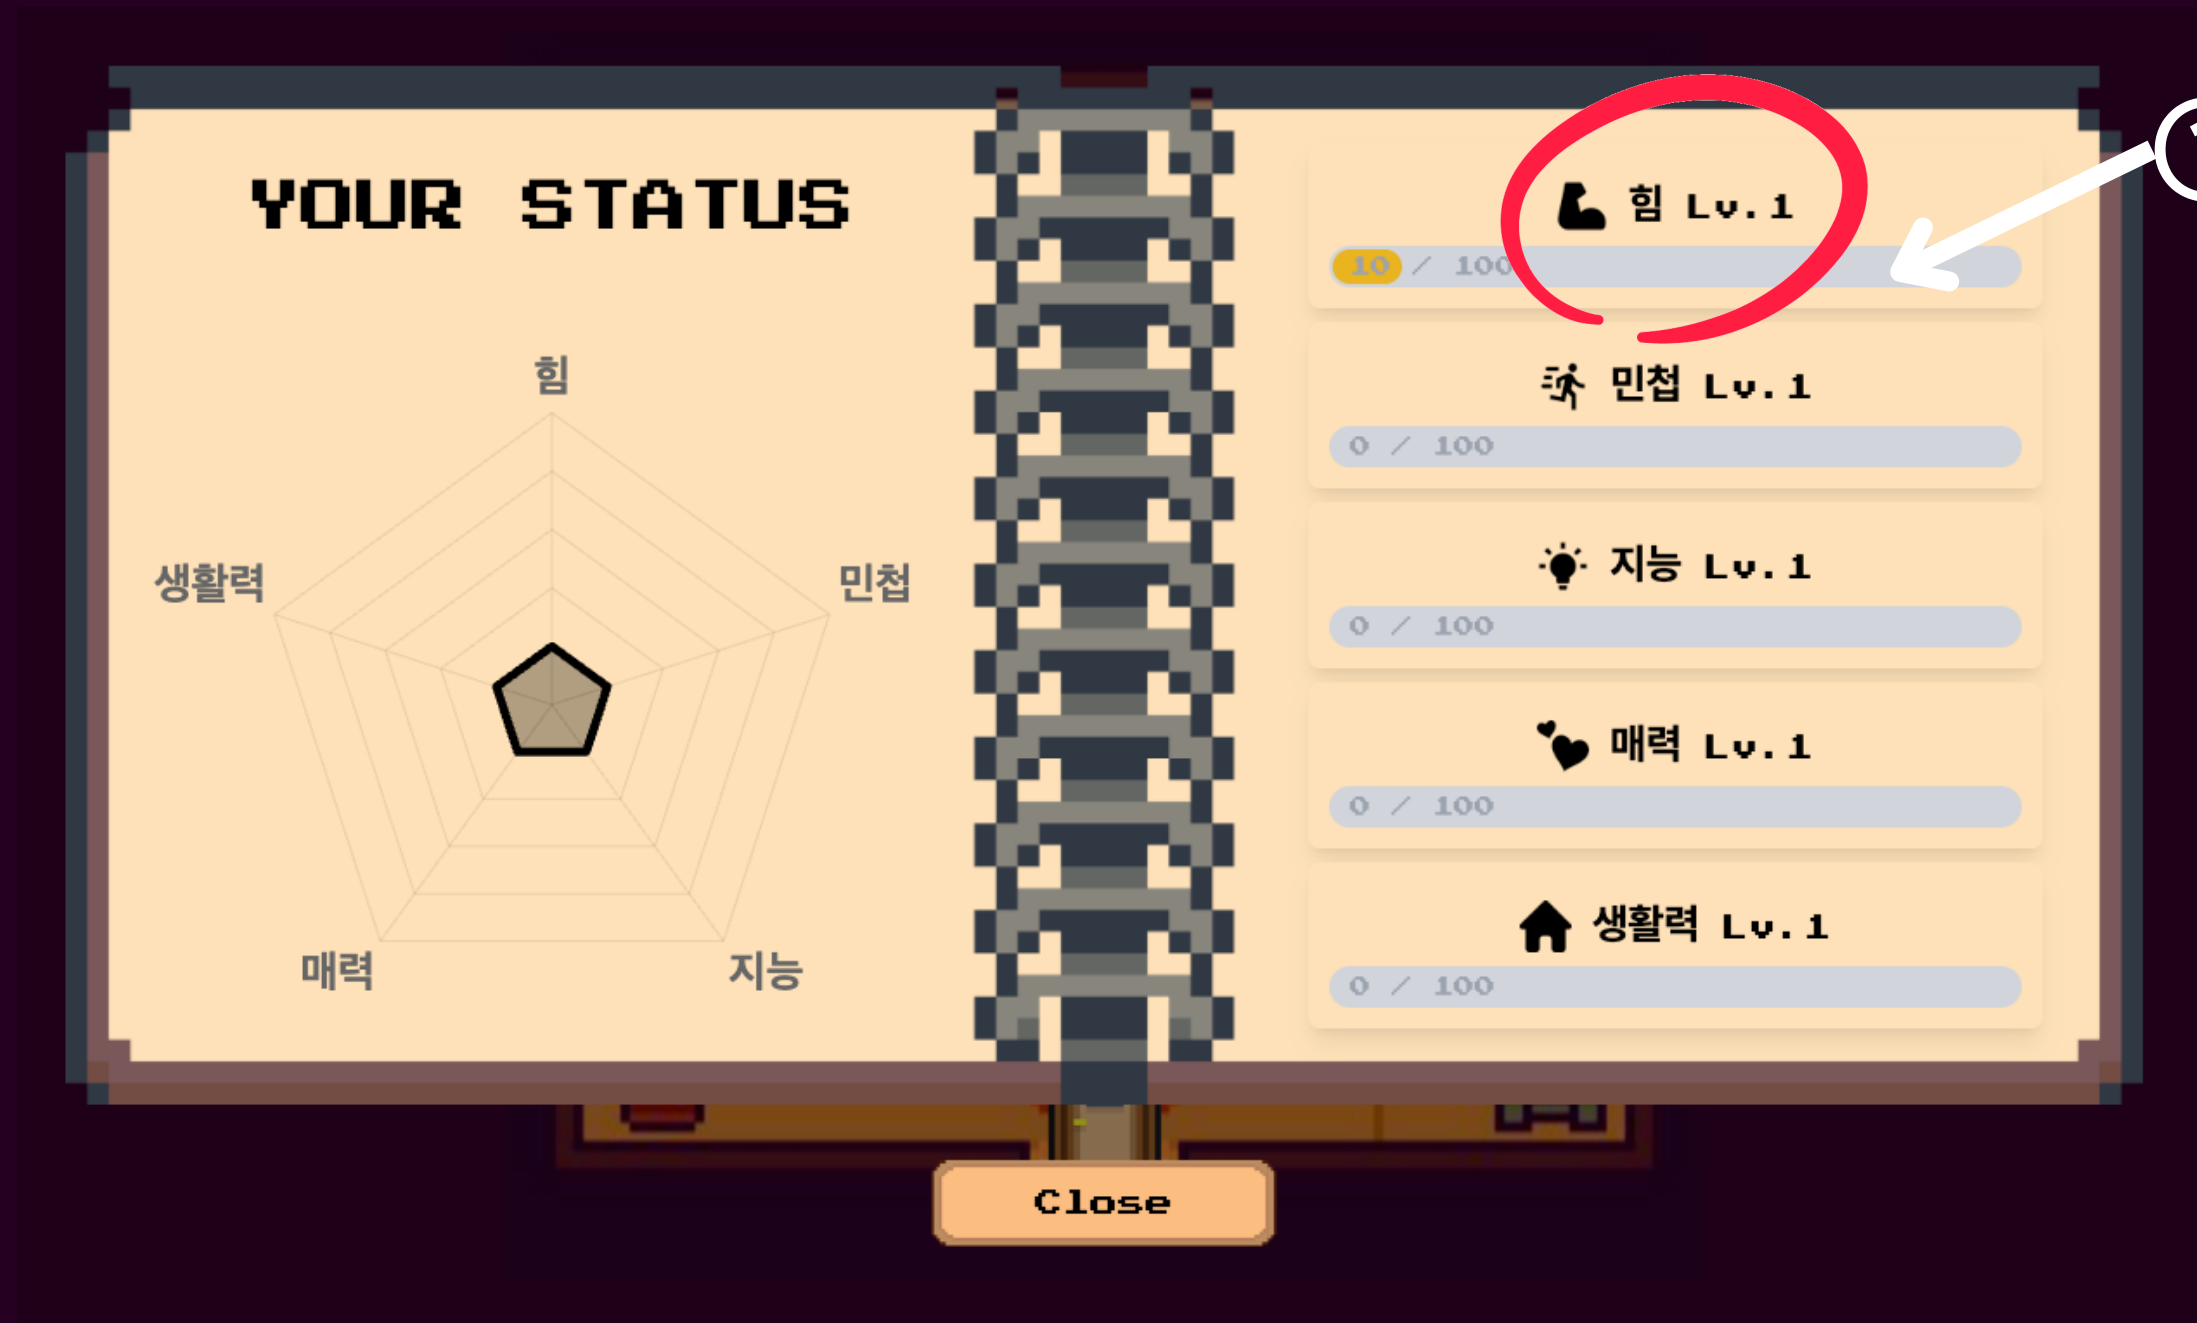 YOUR STATUS
힘
생활력
민첩
매력
지능
힘 Lv.1
10 / 100
민첩 Lv.1
0 / 100
지능 Lv.1
0 / 100
매력 Lv.1
0 / 100
생활력 Lv.1
0 / 100
Close